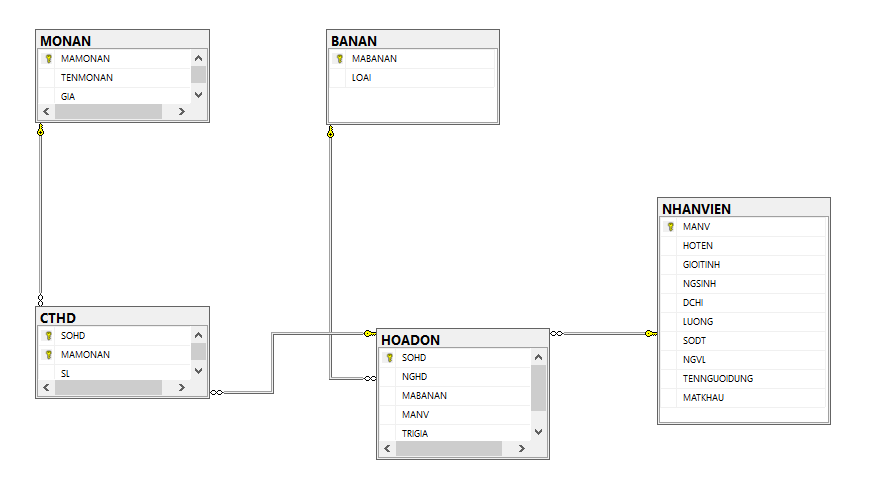 MONAN
MAMONAN
TENMONAN
GIA
BANAN
MABANAN
LOAI
NHANVIEN
MANV
HOTEN
GIOITINH
NGSINH
DCHI
LUONG
SODT
NGVL
TENNGUOIDUNG
MATKHAU
CTHD
SOHD
MAMONAN
SL
HOADON
SOHD
NGHD
MABANAN
MANV
TRIGIA